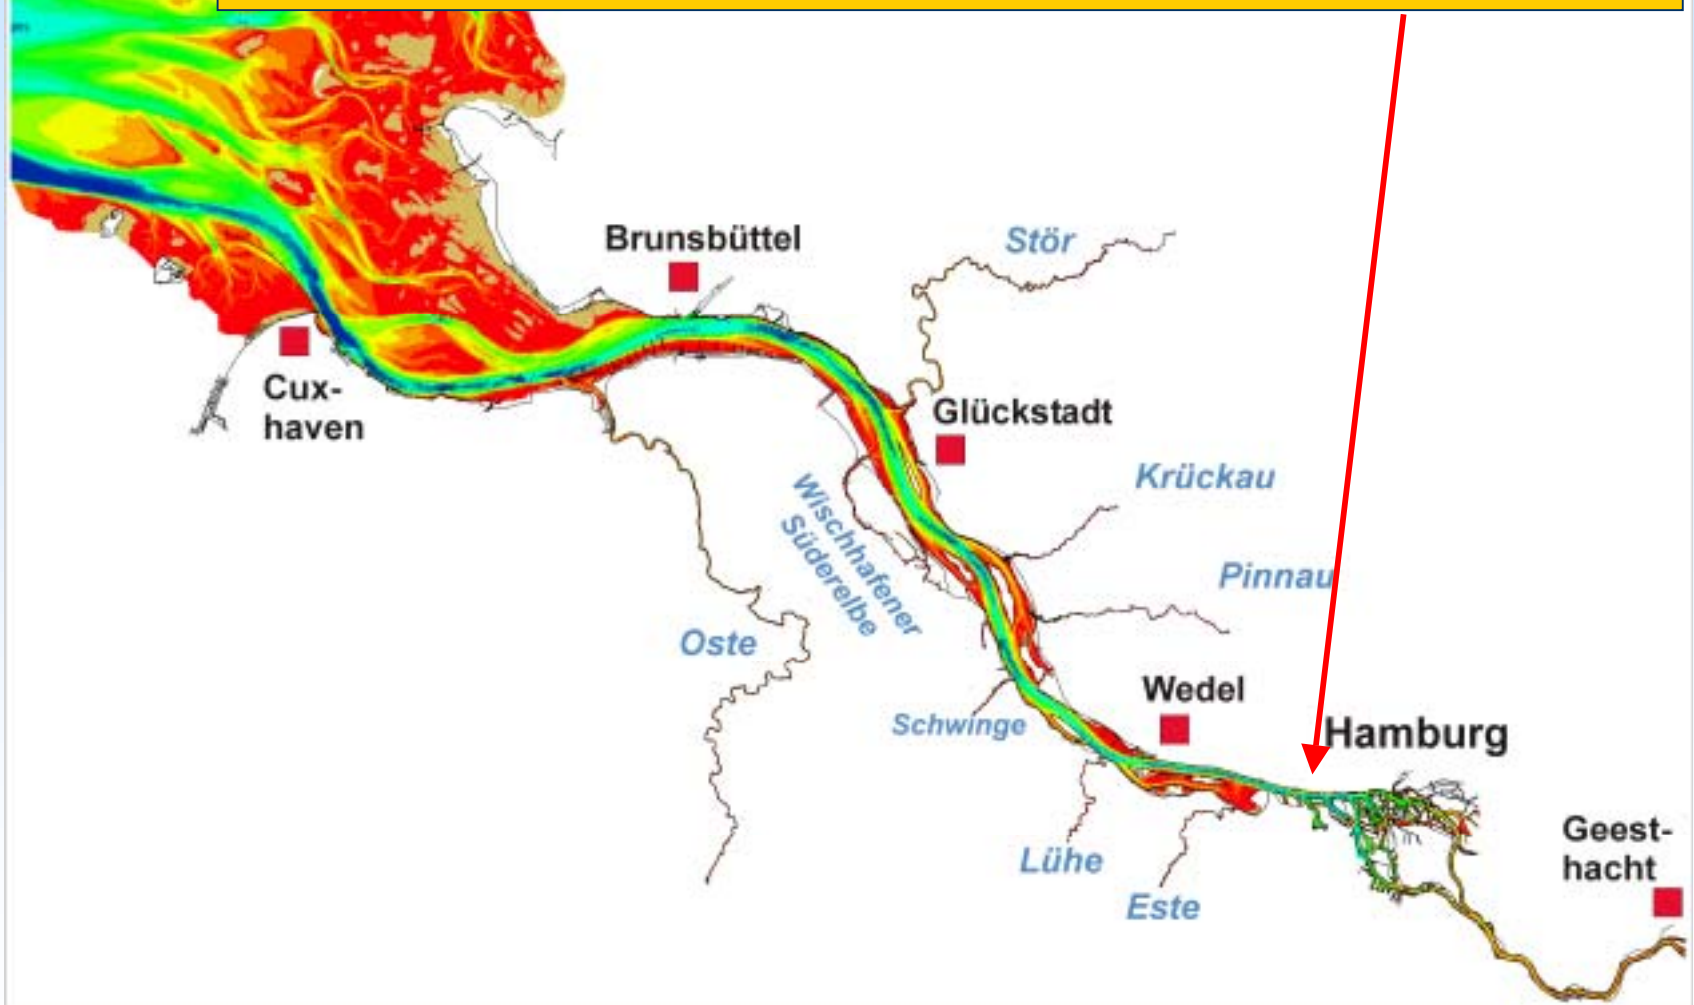 Brunsbüttel
Stör
Cux-
haven
Glückstadt
Krückau
Wischhafener
Süderelbe
Pinnau
Oste
Wedel
Schwinge
Hamburg
Geest-
hacht
Lühe
Este